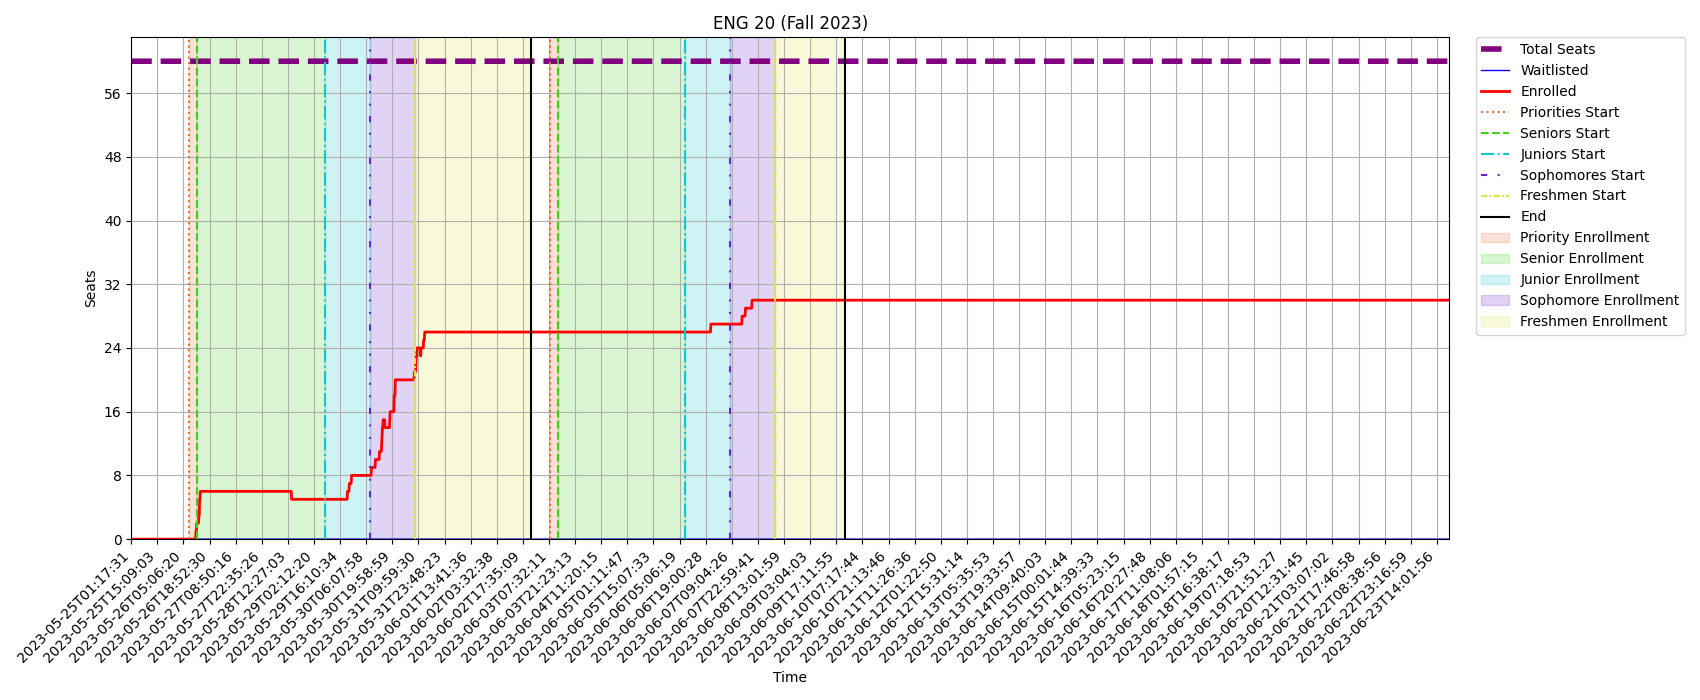 ENG 20 (Fall 2023)
Total Seats
Waitlisted
Enrolled
Priorities Start
Seniors Start
Juniors Start
Sophomores Start
Freshmen Start
End
Priority Enrollment
Senior Enrollment
Junior Enrollment
Sophomore Enrollment
Freshmen Enrollment
Seats
56
48
40
32
24
16
8
0
2023-05-25T01:17:31
2023-05-25T15:09:03
2023-05-26T05:06:20
2023-05-26T18:52:30
2023-05-27T08:50:16
2023-05-27T22:35:26
2023-05-28T12:27:03
2023-05-29T02:12:20
2023-05-29T16:10:34
2023-05-30T06:07:58
2023-05-30T19:58:59
2023-05-31T09:59:30
2023-05-31T23:48:23
2023-06-01T13:41:36
2023-06-02T03:32:38
2023-06-02T17:35:09
2023-06-03T07:32:11
2023-06-03T21:23:13
2023-06-04T11:20:15
2023-06-05T01:11:47
2023-06-05T15:07:33
2023-06-06T05:06:19
2023-06-06T19:00:28
2023-06-07T09:04:26
2023-06-07T22:59:41
2023-06-08T13:01:59
2023-06-09T03:04:03
2023-06-09T17:11:55
2023-06-10T07:17:44
2023-06-10T21:13:46
2023-06-11T11:26:36
2023-06-12T01:22:50
2023-06-12T15:31:14
2023-06-13T05:35:53
2023-06-13T19:33:57
2023-06-14T09:40:03
2023-06-15T00:01:44
2023-06-15T14:39:33
2023-06-16T05:23:15
2023-06-16T20:27:48
2023-06-17T11:08:06
2023-06-18T01:57:15
2023-06-18T16:38:17
2023-06-19T07:18:53
2023-06-19T21:51:27
2023-06-20T12:31:45
2023-06-21T03:07:02
2023-06-21T17:46:58
2023-06-22T08:38:56
2023-06-22T23:16:59
2023-06-23T14:01:56
Time